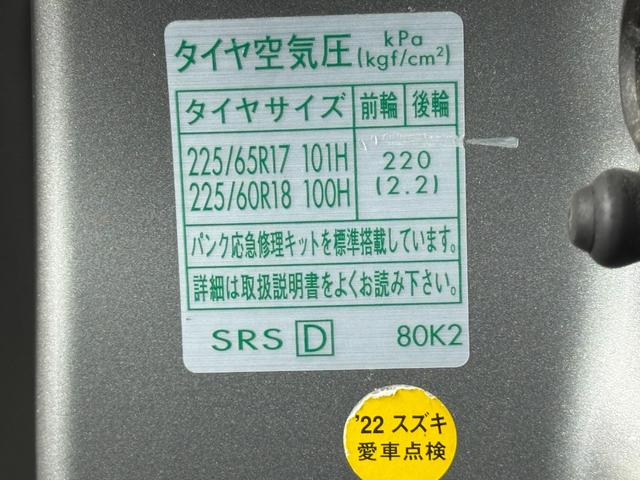 タイヤ空気圧 kPa (kgf/cm²)
タイヤサイズ 前輪 後輪
225/65R17 101H 220
225/60R18 100H (2.2)
パンク応急修理キットを標準搭載しています。
詳細は取扱説明書をよくお読み下さい。
SRS D 80K2
'22 スズキ
愛車点検